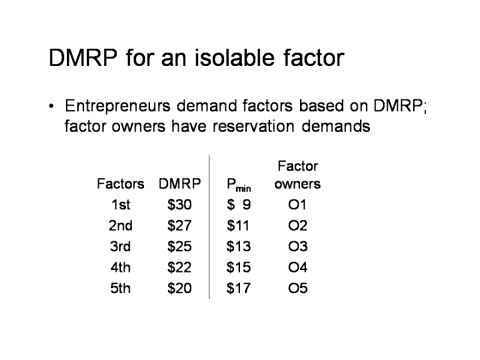 DMRP for an isolable factor
• Entrepreneurs demand factors based on DMRP;
factor owners have reservation demands
Factor
Factors DMRP Pmin owners
1st $30 $ 9 O1
2nd $27 $11 O2
3rd $25 $13 O3
4th $22 $15 O4
5th $20 $17 O5